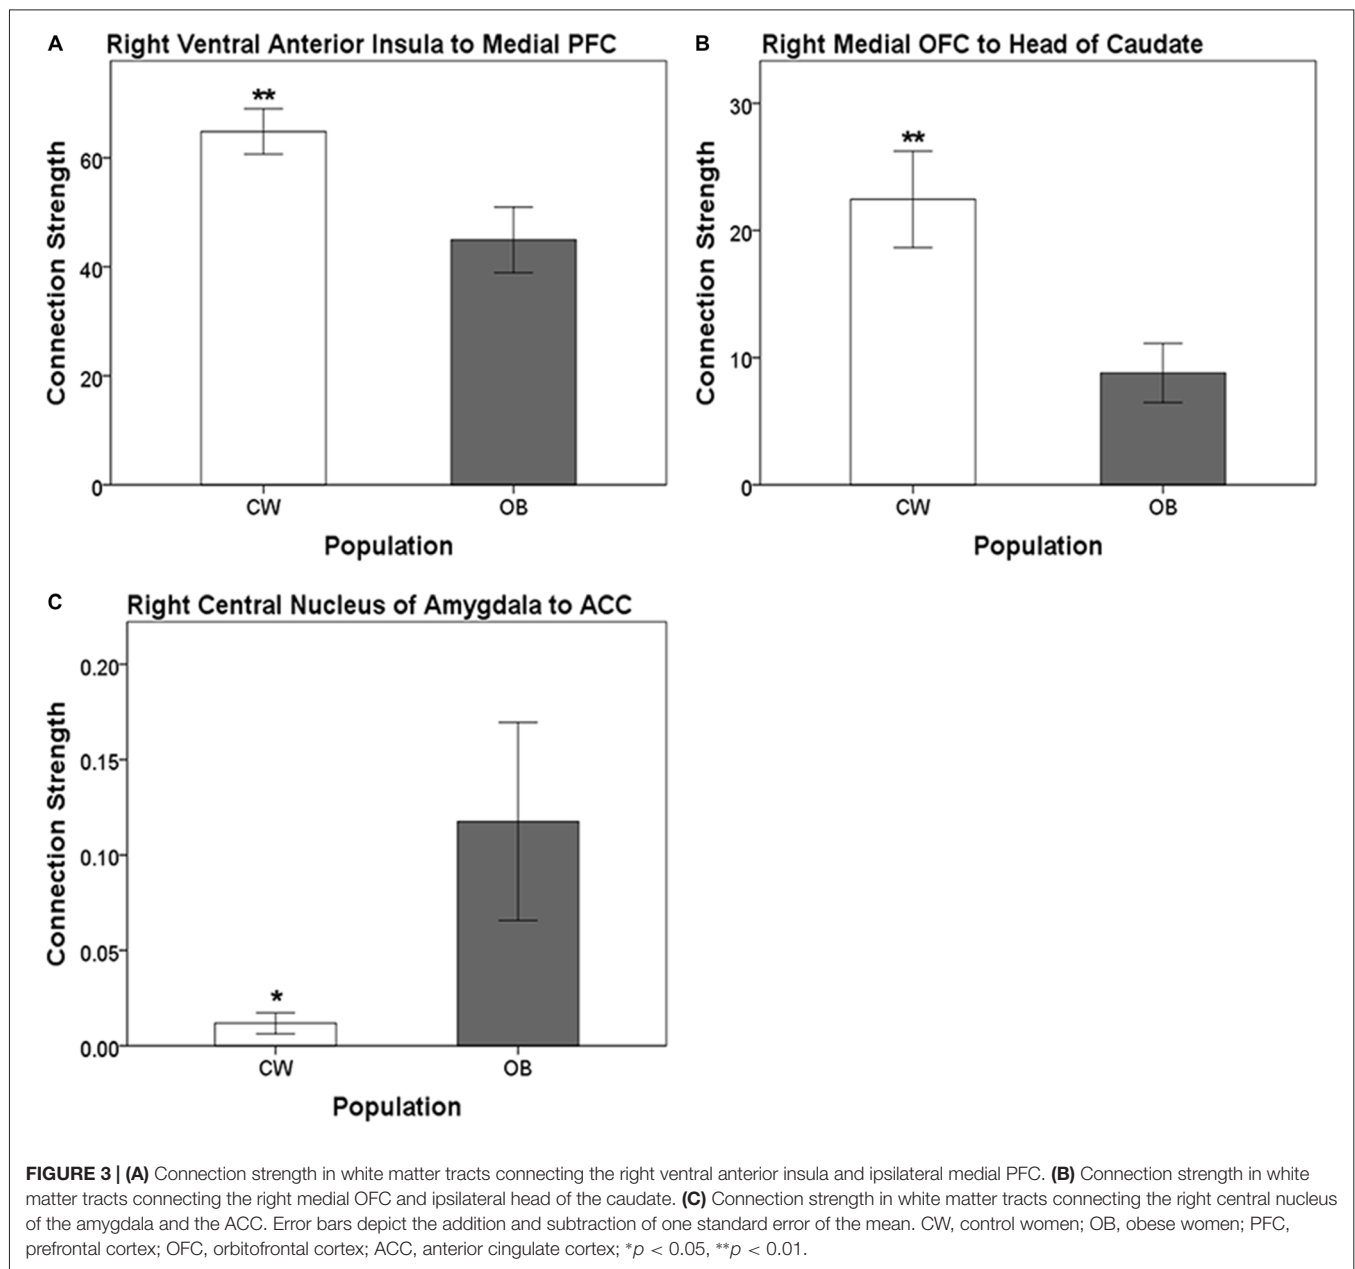 A Right Ventral Anterior Insula to Medial PFC
Connection Strength
60
40
20
0
**
CW OB
Population
B Right Medial OFC to Head of Caudate
Connection Strength
30
20
10
0
**
CW OB
Population
C Right Central Nucleus of Amygdala to ACC
Connection Strength
0.20
0.15
0.10
0.05
0.00
*
CW OB
Population
FIGURE 3 | (A) Connection strength in white matter tracts connecting the right ventral anterior insula and ipsilateral medial PFC. (B) Connection strength in white
matter tracts connecting the right medial OFC and ipsilateral head of the caudate. (C) Connection strength in white matter tracts connecting the right central nucleus
of the amygdala and the ACC. Error bars depict the addition and subtraction of one standard error of the mean. CW, control women; OB, obese women; PFC,
prefrontal cortex; OFC, orbitofrontal cortex; ACC, anterior cingulate cortex; *p < 0.05, **p < 0.01.